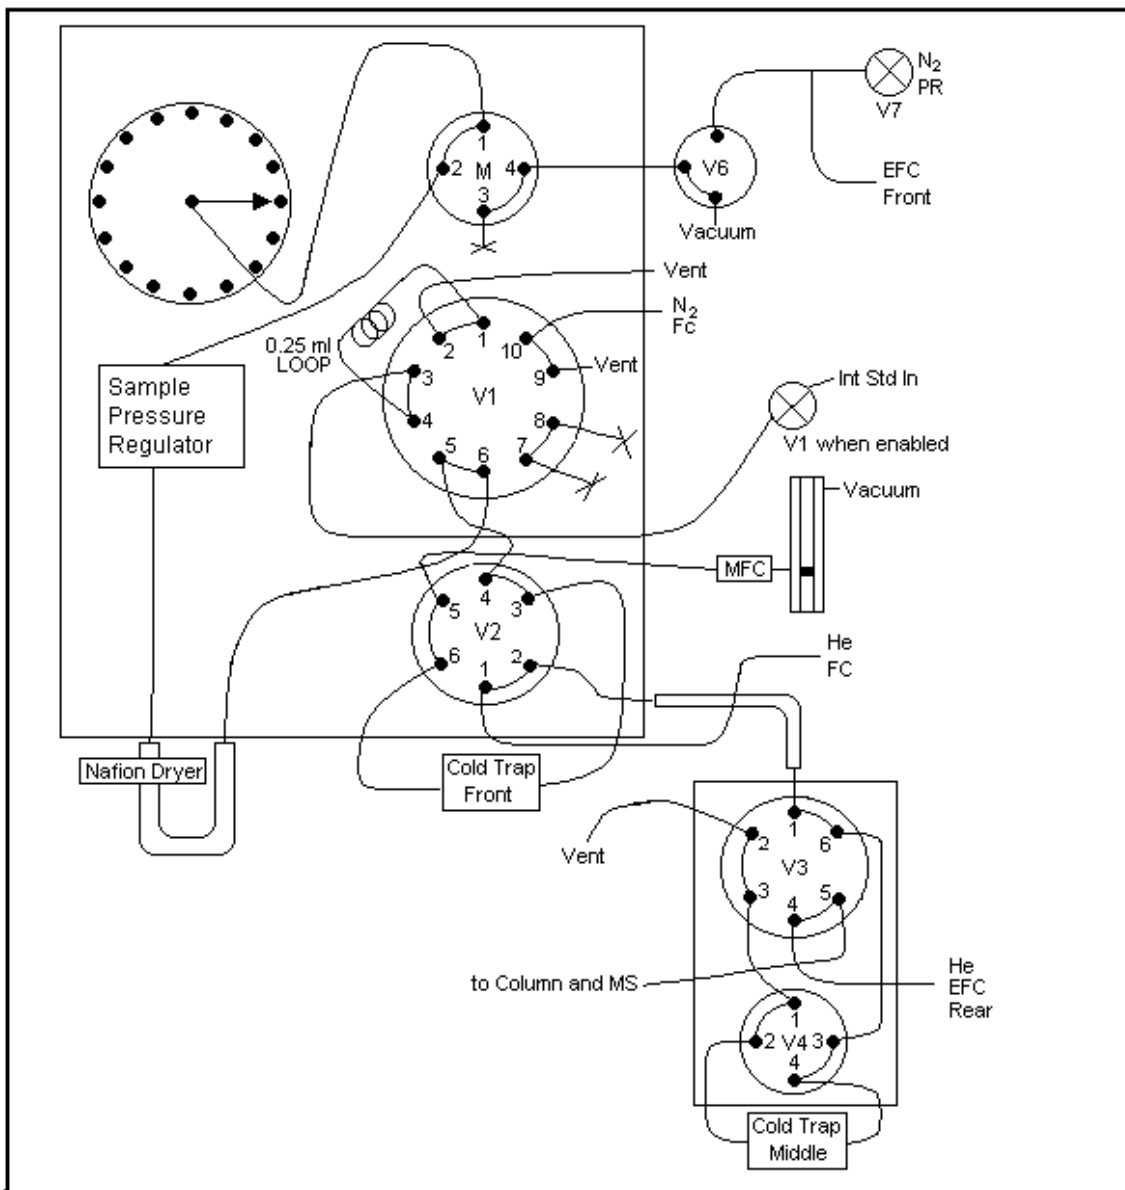 N2
PR
V7
1
2 M 4
3
V6
EFC
Front
Vacuum
Vent
N2
Fc
0.25 ml
LOOP
1
2
10
3
9
Vent
V1
4
8
5
6
7
Int Std In
V1 when enabled
Sample
Pressure
Regulator
Vacuum
MFC
4
5
3
V2
6
1
2
He
FC
Nafion Dryer
Cold Trap
Front
1
2
6
Vent
V3
3
4
5
to Column and MS
He
EFC
Rear
1
2 V4 3
4
Cold Trap
Middle